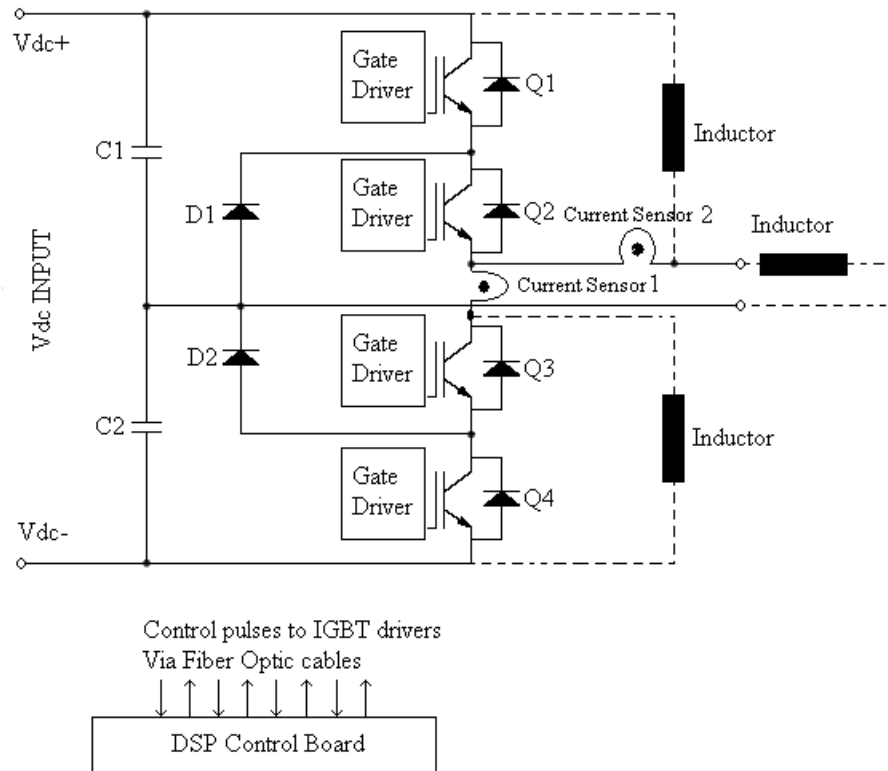 Vdc+
Gate
Driver
Q1
C1
Inductor
D1
Gate
Driver
Q2
Current Sensor 2
Inductor
Vdc INPUT
Current Sensor 1
D2
Gate
Driver
Q3
C2
Inductor
Gate
Driver
Q4
Vdc-
Control pulses to IGBT drivers
Via Fiber Optic cables
DSP Control Board